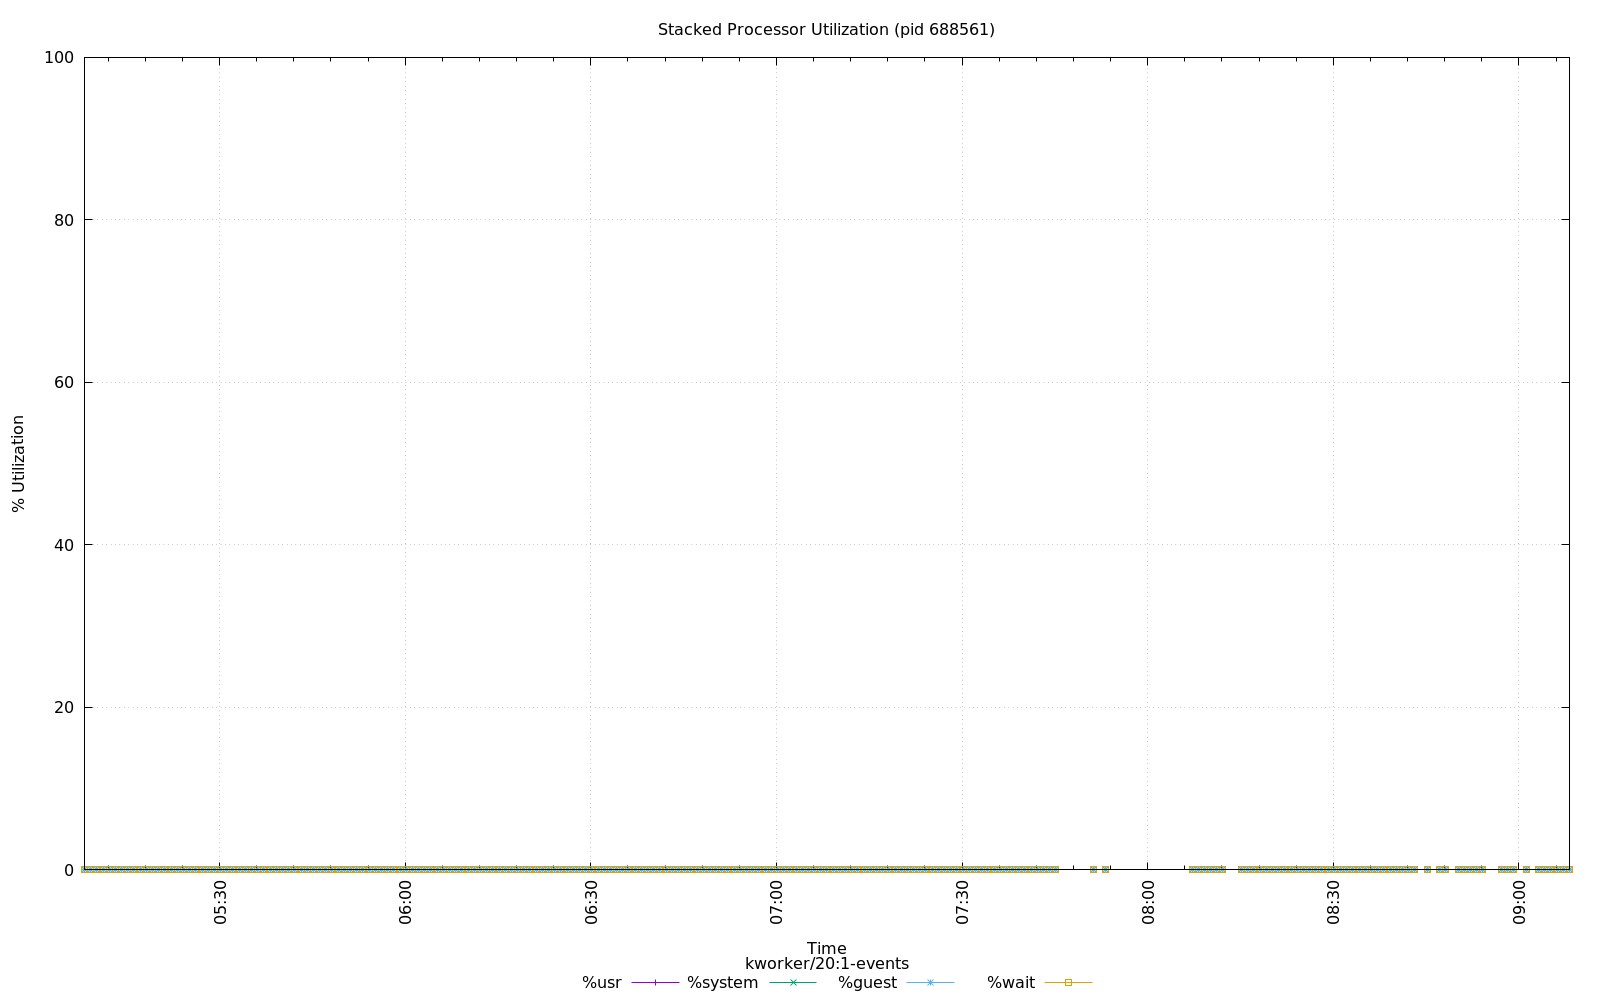 Stacked Processor Utilization (pid 688561)
100
80
60
40
20
0
% Utilization
05:30 06:00 06:30 07:00 07:30 08:00 08:30 09:00
Time
kworker/20:1-events
%usr %system %guest %wait